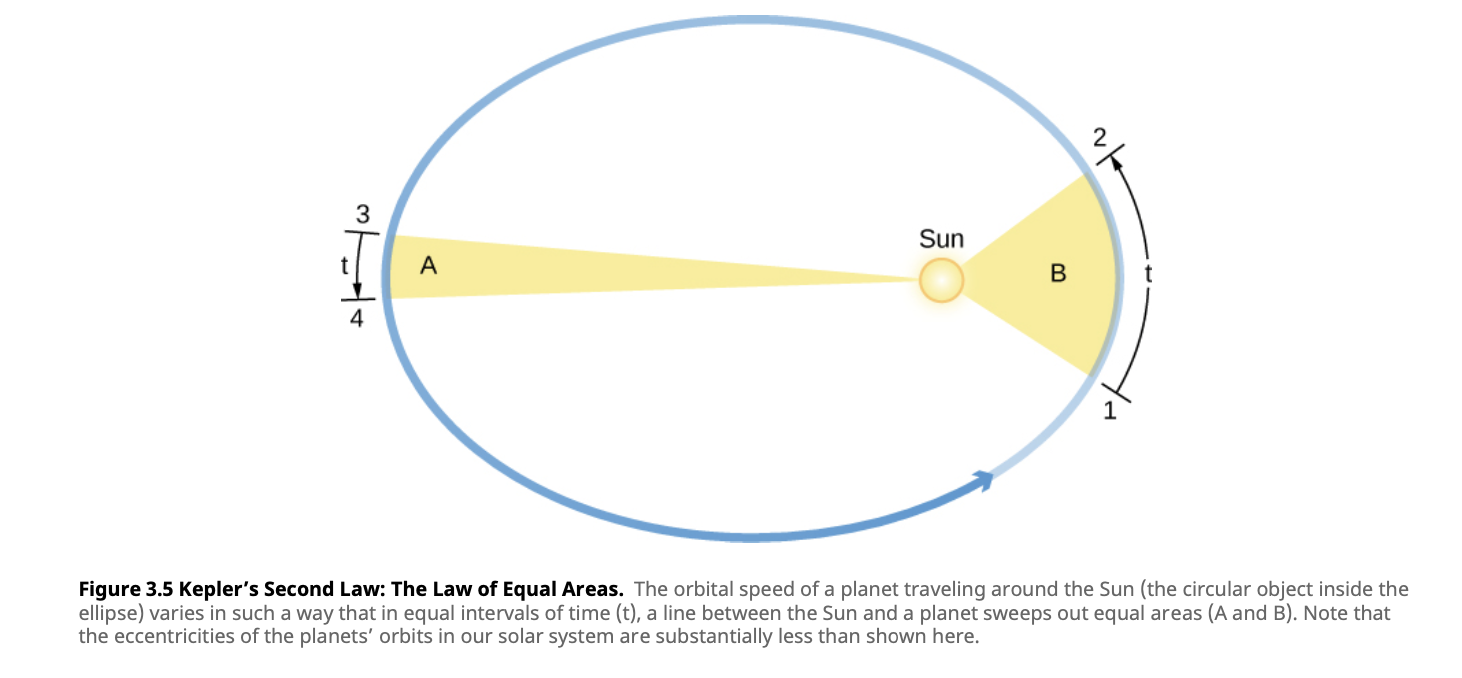 2
3
Sun
t
A
B
t
4
1
Figure 3.5 Kepler’s Second Law: The Law of Equal Areas. The orbital speed of a planet traveling around the Sun (the circular object inside the
ellipse) varies in such a way that in equal intervals of time (t), a line between the Sun and a planet sweeps out equal areas (A and B). Note that
the eccentricities of the planets’ orbits in our solar system are substantially less than shown here.